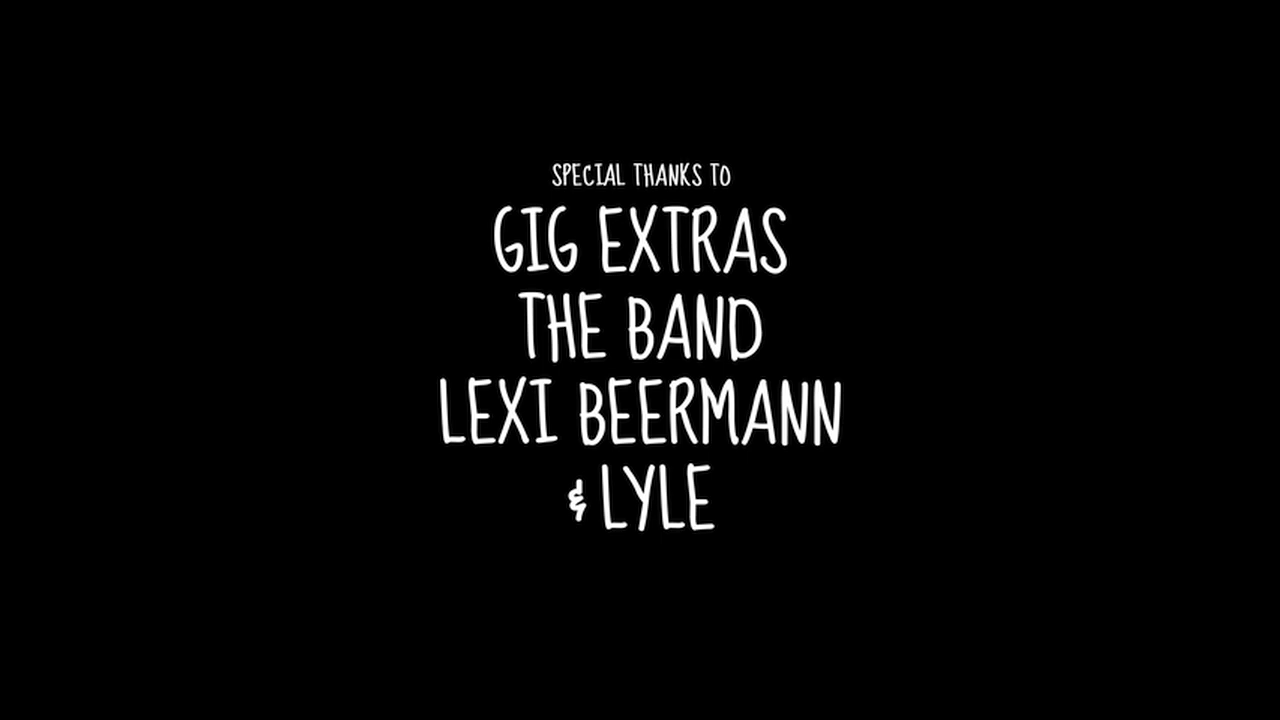 SPECIAL THANKS TO
GIG EXTRAS
THE BAND
LEXI BEERMANN
& LYLE